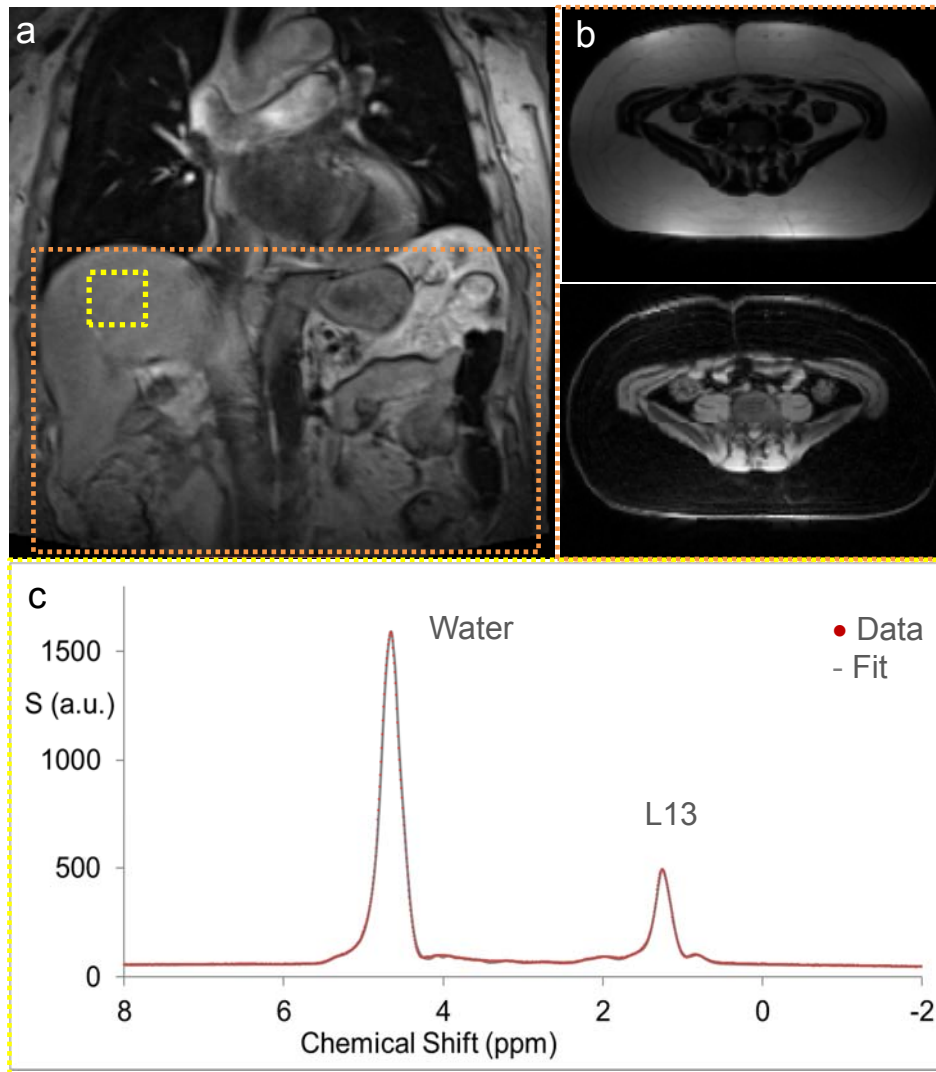 a
b
c
Water
● Data
- Fit
1500
S (a.u.)
1000
L13
500
0
8 6 4 2 0 -2
Chemical Shift (ppm)